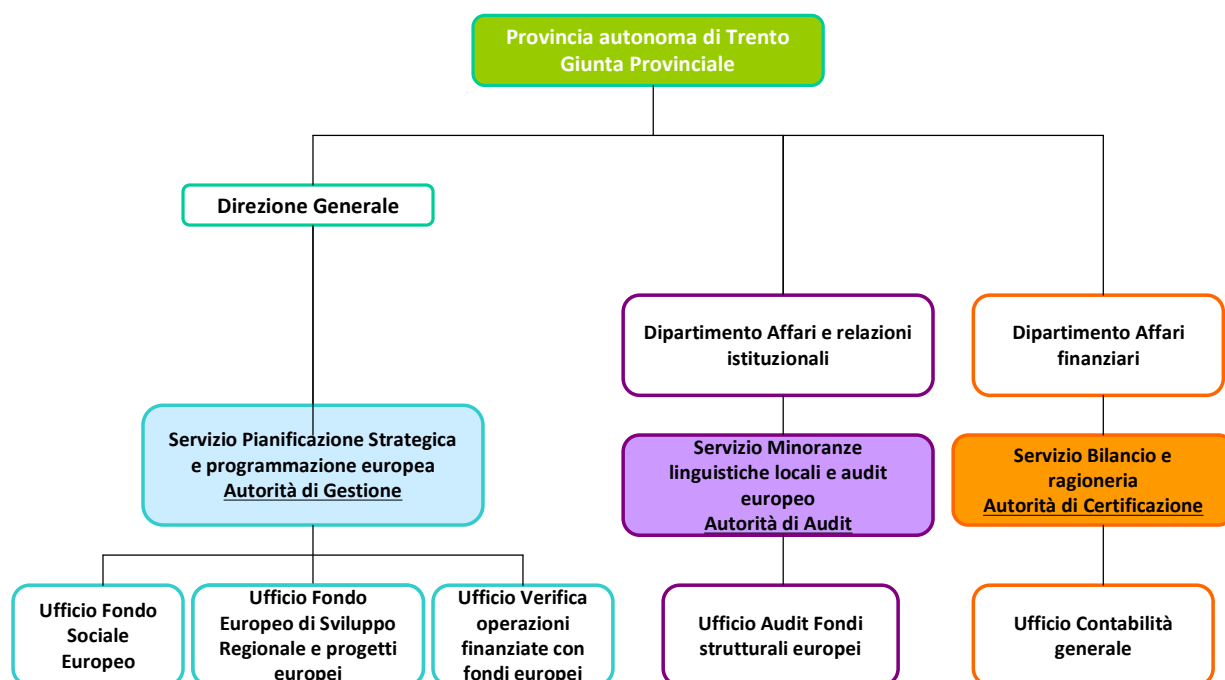 Provincia autonoma di Trento
Giunta Provinciale
Direzione Generale
Dipartimento Affari e relazioni
istituzionali
Dipartimento Affari
finanziari
Servizio Pianificazione Strategica
e programmazione europea
Autorità di Gestione
Servizio Minoranze
linguistiche locali e audit
europeo
Autorità di Audit
Servizio Bilancio e
ragioneria
Autorità di Certificazione
Ufficio Fondo
Sociale
Europeo
Ufficio Fondo
Europeo di Sviluppo
Regionale e progetti
europei
Ufficio Verifica
operazioni
finanziate con
fondi europei
Ufficio Audit Fondi
strutturali europei
Ufficio Contabilità
generale